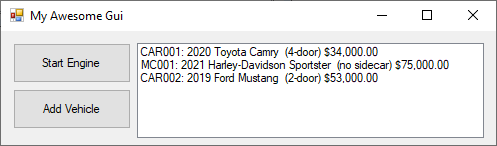 My Awesome Gui
Start Engine
Add Vehicle
CAR001: 2020 Toyota Camry (4-door) $34,000.00
MC001: 2021 Harley-Davidson Sportster (no sidecar) $75,000.00
CAR002: 2019 Ford Mustang (2-door) $53,000.00